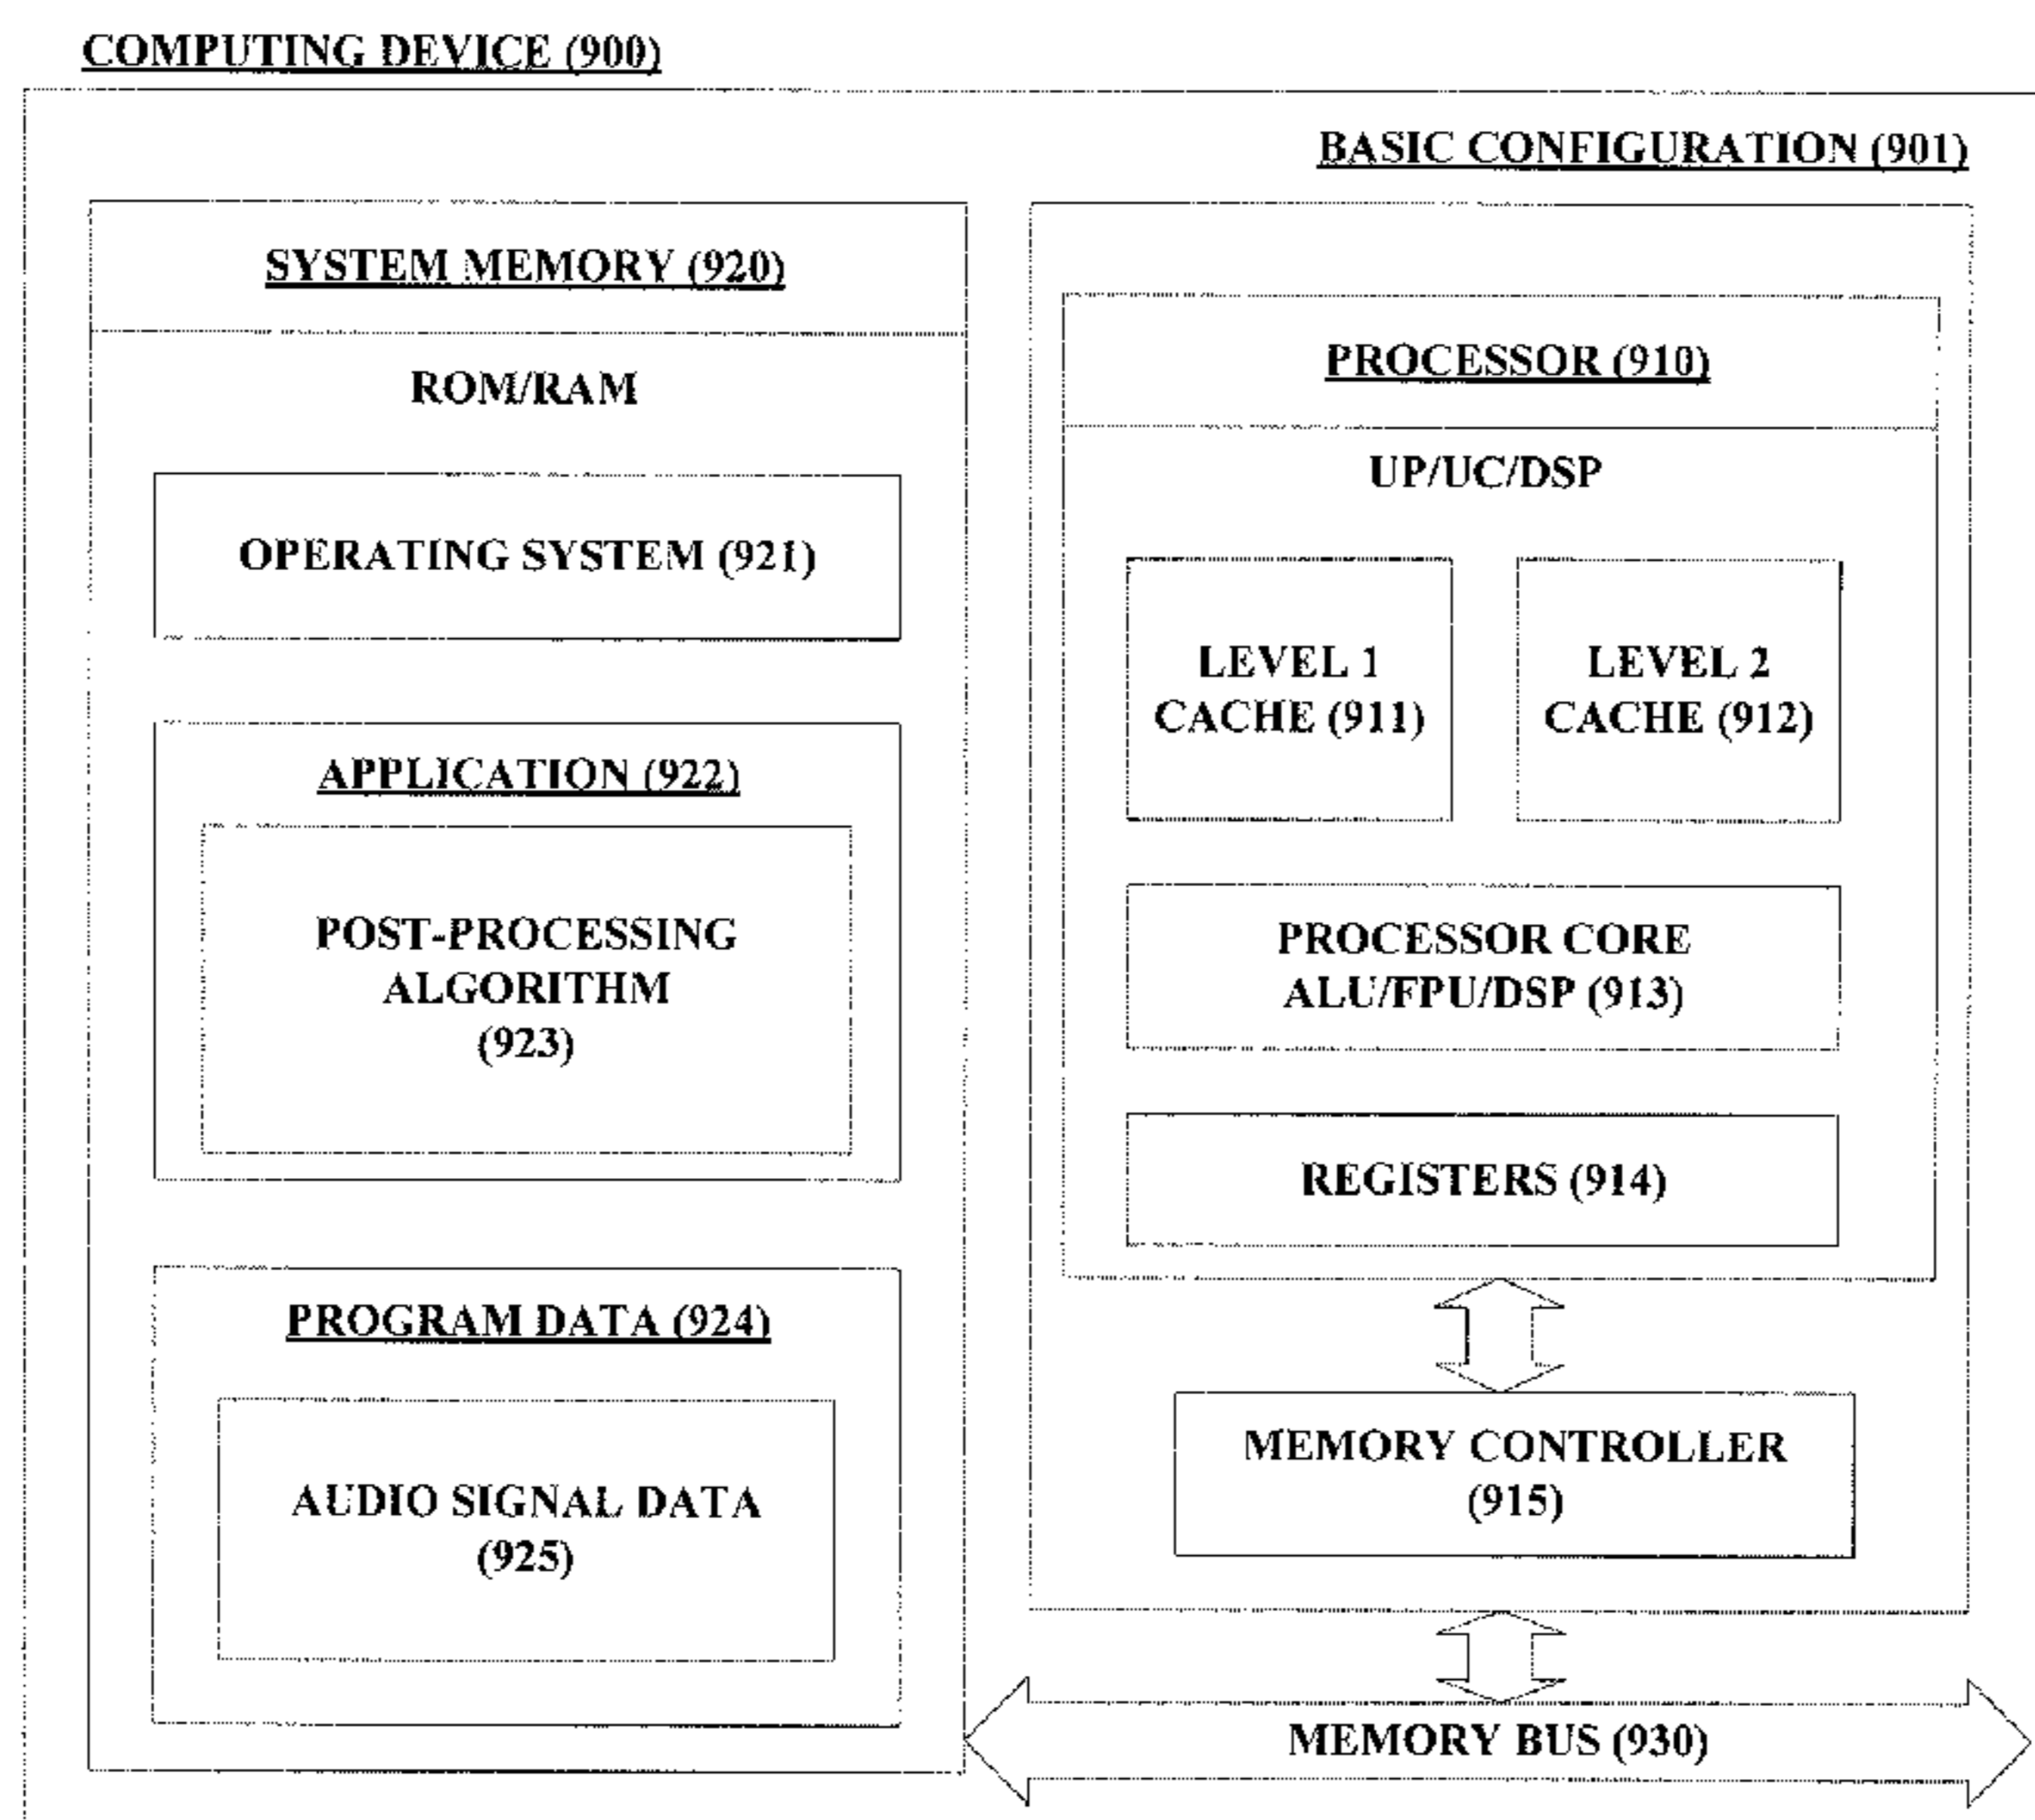 COMPUTING DEVICE (900)
BASIC CONFIGURATION (901)
SYSTEM MEMORY (920)
ROM/RAM
OPERATING SYSTEM (921)
APPLICATION (922)
POST-PROCESSING
ALGORITHM
(923)
PROGRAM DATA (924)
AUDIO SIGNAL DATA
(925)
PROCESSOR (910)
UP/UC/DSP
LEVEL 1
CACHE (911)
LEVEL 2
CACHE (912)
PROCESSOR CORE
ALU/FPU/DSP (913)
REGISTERS (914)
MEMORY CONTROLLER
(915)
MEMORY BUS (930)